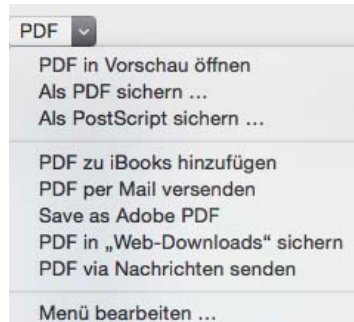 PDF
PDF in Vorschau öffnen
Als PDF sichern …
Als PostScript sichern …
PDF zu iBooks hinzufügen
PDF per Mail versenden
Save as Adobe PDF
PDF in „Web-Downloads“ sichern
PDF via Nachrichten senden
Menü bearbeiten …